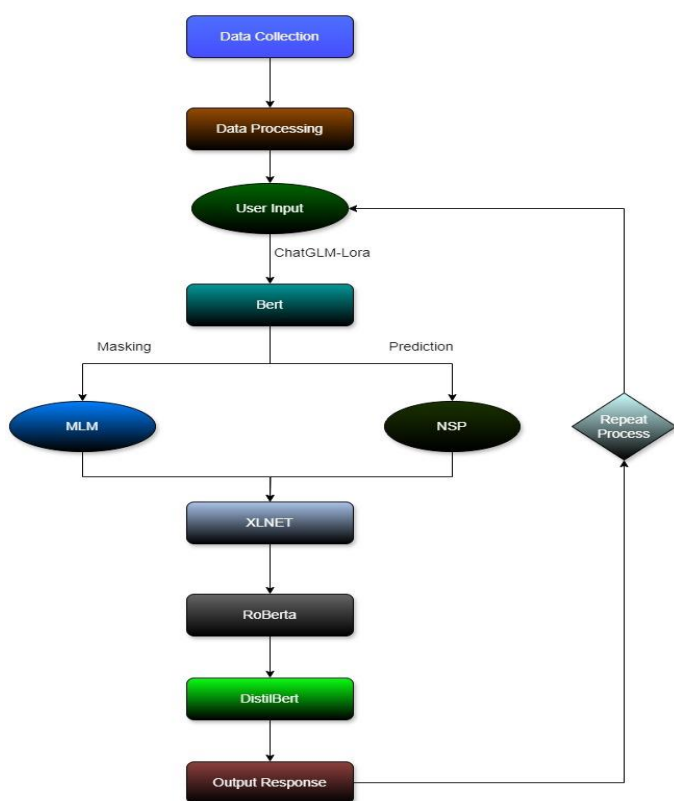 Data Collection
Data Processing
User Input
ChatGLM-Lora
Bert
Masking
Prediction
MLM
NSP
Repeat
Process
XLNET
RoBerta
DistilBert
Output Response